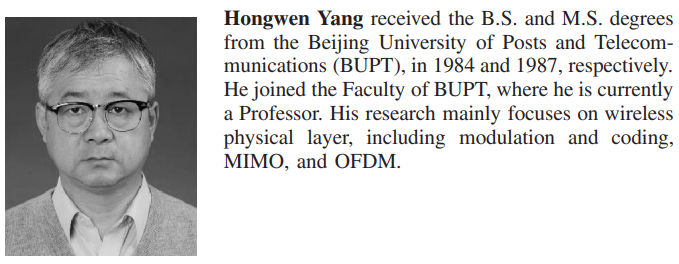 Hongwen Yang received the B.S. and M.S. degrees
from the Beijing University of Posts and Telecom-
munications (BUPT), in 1984 and 1987, respectively.
He joined the Faculty of BUPT, where he is currently
a Professor. His research mainly focuses on wireless
physical layer, including modulation and coding,
MIMO, and OFDM.